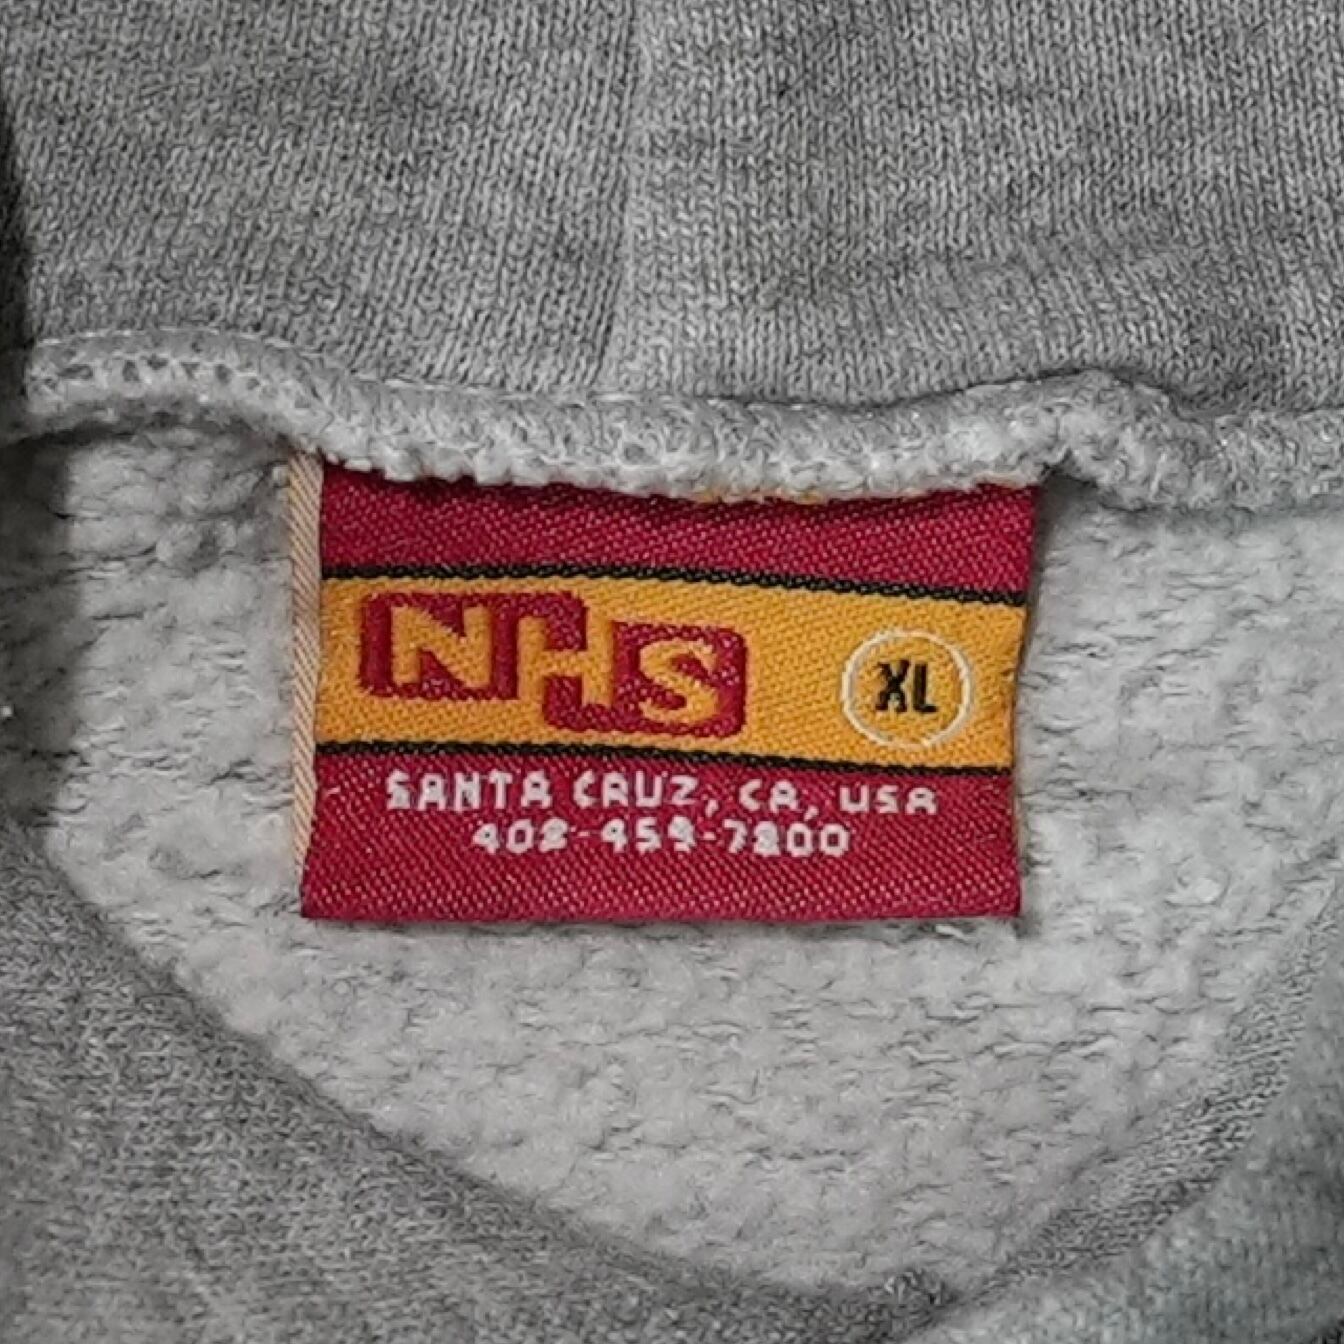 NHS
XL
SANTA CRUZ, CA, USA
408-459-7800